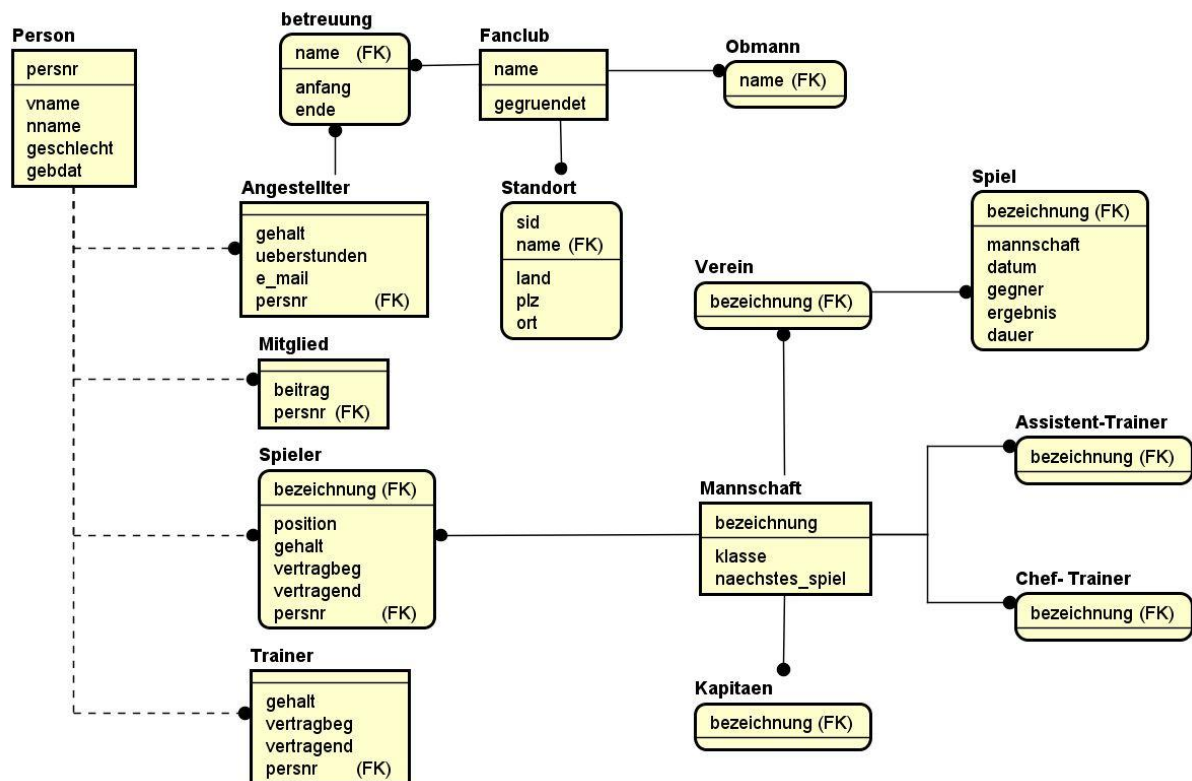 Person
persnr
vname
nname
geschlecht
gebdat
betreuung
name (FK)
anfang
ende
Fanclub
name
gegruendet
Obmann
name (FK)
Angestellter
gehalt
ueberstunden
e_mail
persnr (FK)
Standort
sid
name (FK)
land
plz
ort
Spiel
bezeichnung (FK)
mannschaft
datum
gegner
ergebnis
dauer
Verein
bezeichnung (FK)
Mitglied
beitrag
persnr (FK)
Spieler
bezeichnung (FK)
position
gehalt
vertragbeg
vertragend
persnr (FK)
Mannschaft
bezeichnung
klasse
naechstes_spiel
Assistent-Trainer
bezeichnung (FK)
Chef- Trainer
bezeichnung (FK)
Trainer
gehalt
vertragbeg
vertragend
persnr (FK)
Kapitaen
bezeichnung (FK)